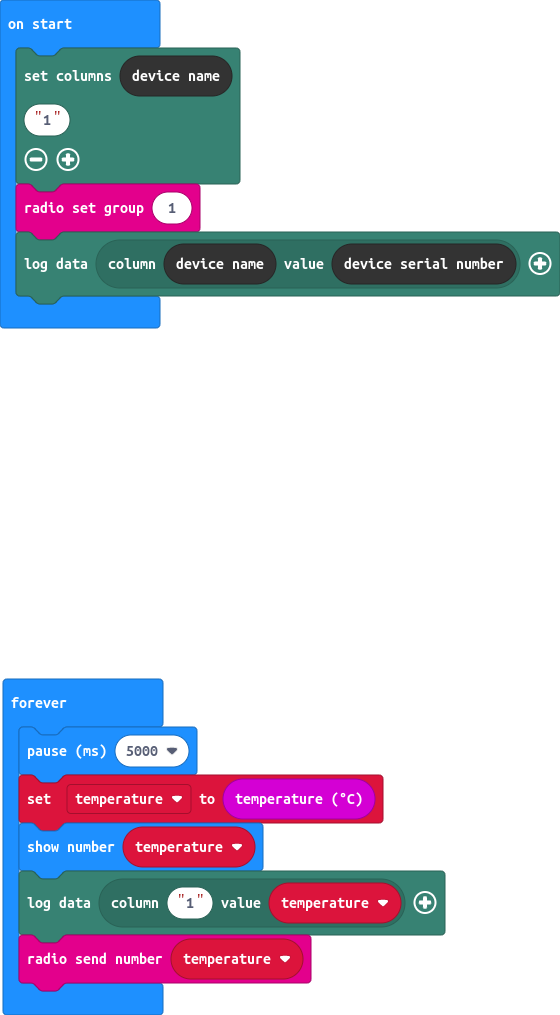 on start
set columns device name
"1"
radio set group 1
log data column device name value device serial number
forever
pause (ms) 5000
set temperature to temperature (°C)
show number temperature
log data column "1" value temperature
radio send number temperature